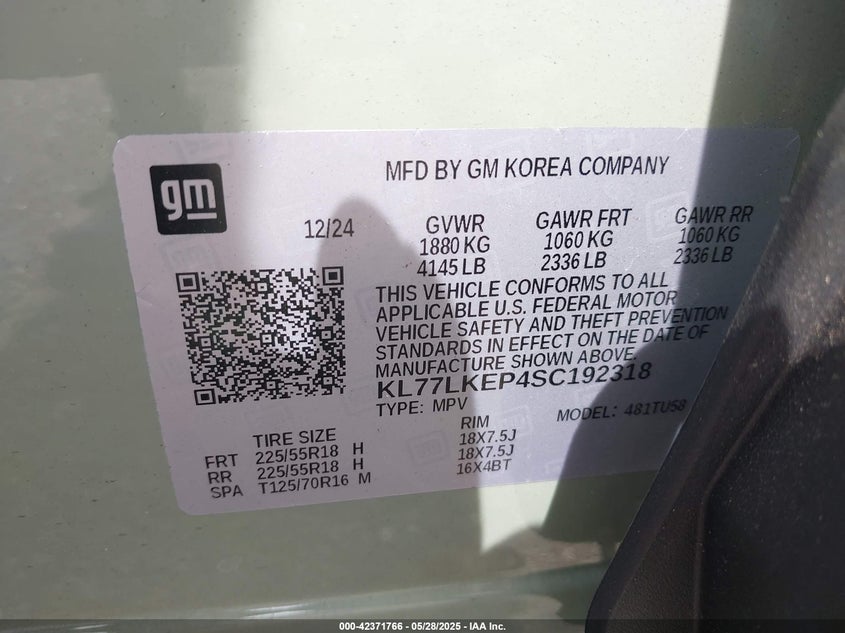 gm
MFD BY GM KOREA COMPANY
12/24
GVWR GAWR FRT GAWR RR
1880 KG 1060 KG 1060 KG
4145 LB 2336 LB 2336 LB
THIS VEHICLE CONFORMS TO ALL
APPLICABLE U.S. FEDERAL MOTOR
VEHICLE SAFETY AND THEFT PREVENTION
STANDARDS IN EFFECT ON THE DATE OF
MANUFACTURE SHOWN ABOVE.
KL77LKEP4SC192318
TYPE: MPV MODEL: 481TU58
TIRE SIZE RIM
FRT 225/55R18 H 18X7.5J
RR 225/55R18 H 18X7.5J
SPA T125/70R16 M 16X4BT
000-42371766 - 05/28/2025 - IAA Inc.